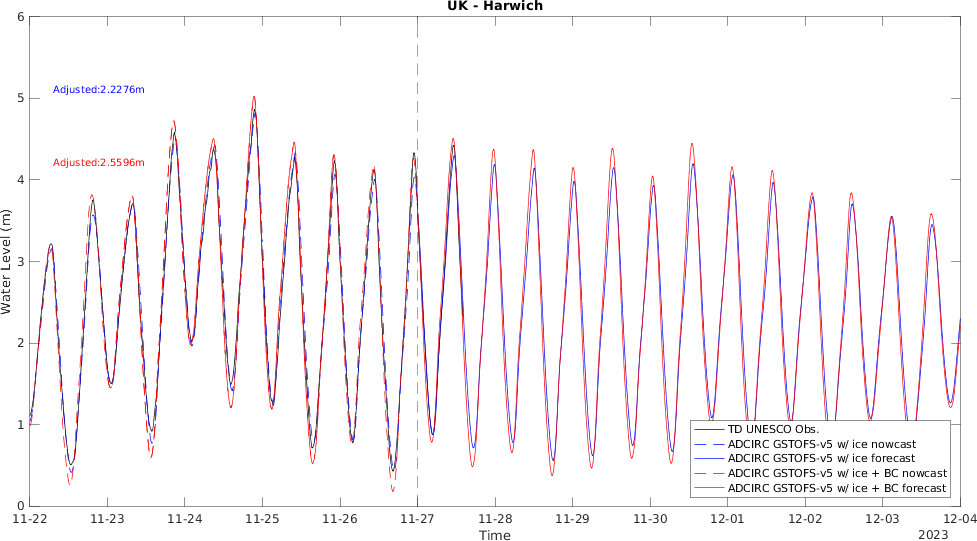 UK - Harwich
6
5
4
3
2
1
0
Water Level (m)
Adjusted:2.2276m
Adjusted:2.5596m
TD UNESCO Obs.
ADCIRC GSTOFS-v5 w/ ice nowcast
ADCIRC GSTOFS-v5 w/ ice forecast
ADCIRC GSTOFS-v5 w/ ice + BC nowcast
ADCIRC GSTOFS-v5 w/ ice + BC forecast
11-22 11-23 11-24 11-25 11-26 11-27 11-28 11-29 11-30 12-01 12-02 12-03 12-04
Time
2023